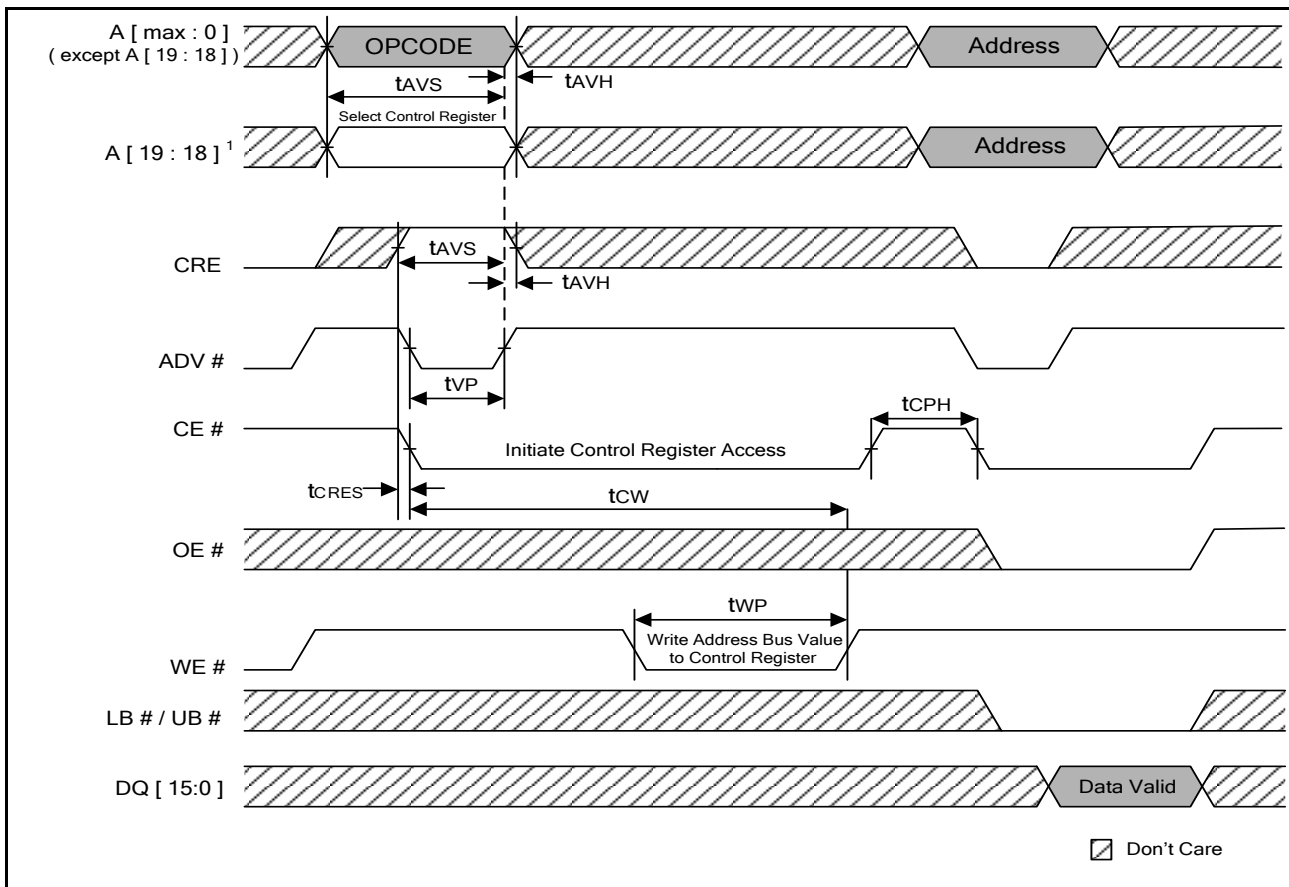 A [ max : 0 ]
( except A [ 19 : 18 ] )
OPCODE
Address
tAVS
tAVH
Select Control Register
A [ 19 : 18 ] 1
Address
CRE
tAVS
tAVH
ADV #
tVP
tCPH
CE #
Initiate Control Register Access
tCRES
tCW
OE #
tWP
Write Address Bus Value
to Control Register
WE #
LB # / UB #
DQ [ 15:0 ]
Data Valid
Don't Care